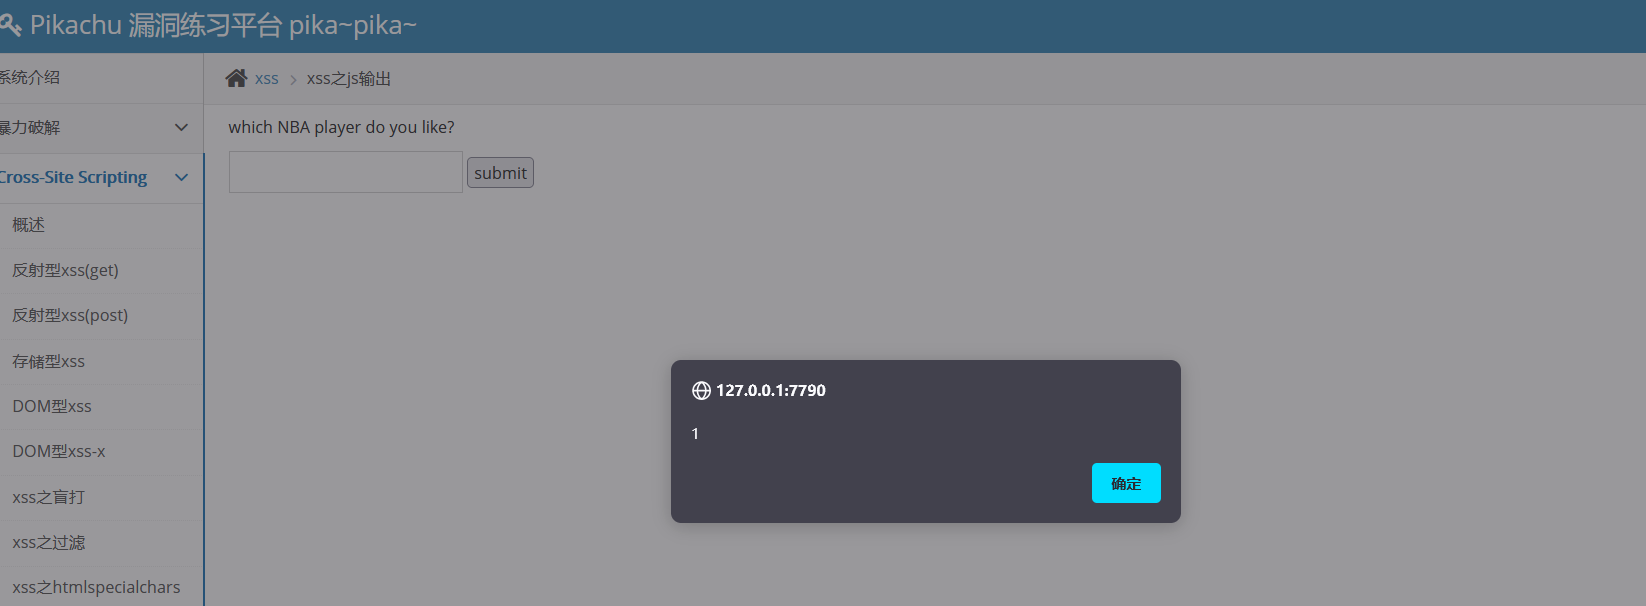 Pikachu 漏洞练习平台 pika~pika~
系统介绍
xss > xss之js输出
暴力破解
which NBA player do you like?
Cross-Site Scripting
submit
概述
反射型xss(get)
反射型xss(post)
存储型xss
DOM型xss
DOM型xss-x
xss之盲打
xss之过滤
xss之htmlspecialchars
127.0.0.1:7790
1
确定